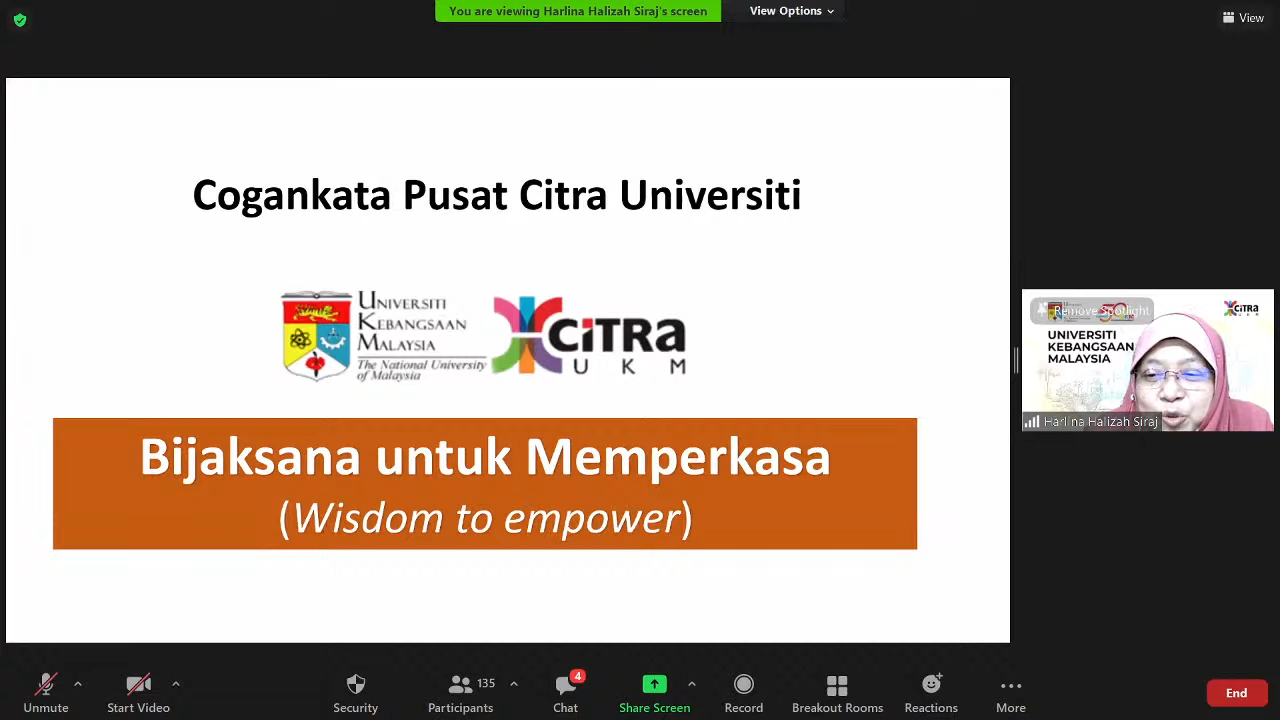 You are viewing Harlina Halizah Siraj's screen
View Options
View
Cogankata Pusat Citra Universiti
UNIVERSITI
KEBANGSAAN
MALAYSIA
The National University
of Malaysia
CiTRa
UKM
Bijaksana untuk Memperkasa
(Wisdom to empower)
Remove Spotlight
CiTRa
UNIVERSITI
KEBANGSAAN
MALAYSIA
Harlina Halizah Siraj
Unmute
Start Video
Security
135
Participants
4
Chat
Share Screen
Record
Breakout Rooms
Reactions
More
End